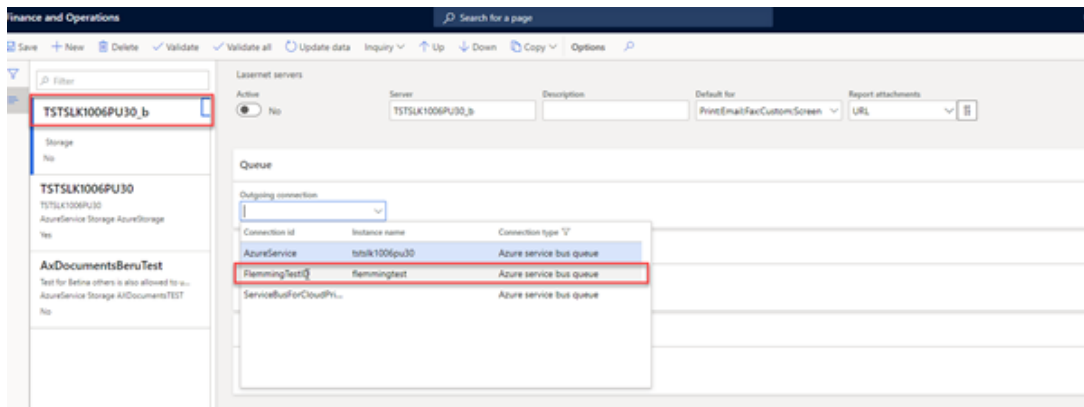 Finance and Operations
Search for a page
Save New Delete Validate Validate all Update data Inquiry Up Down Copy Options
Filter
TSTSLK1006PU30_b
Storage
No
TSTSLK1006PU30
TSTSLK1006PU30
AzureService Storage AzureStorage
Yes
AxDocumentsBeruTest
Test for Betina others is also allowed to u...
AzureService Storage AXDocumentsTEST
No
Lasernet servers
Active Server Description Default for Report attachments
No TSTSLK1006PU30_b Print;Email;Fax;Custom;Screen URL
Queue
Outgoing connection
Connection id Instance name Connection type
AzureService tstslk1006pu30 Azure service bus queue
FlemmingTestID flemmingtest Azure service bus queue
ServiceBusForCloudPri... Azure service bus queue